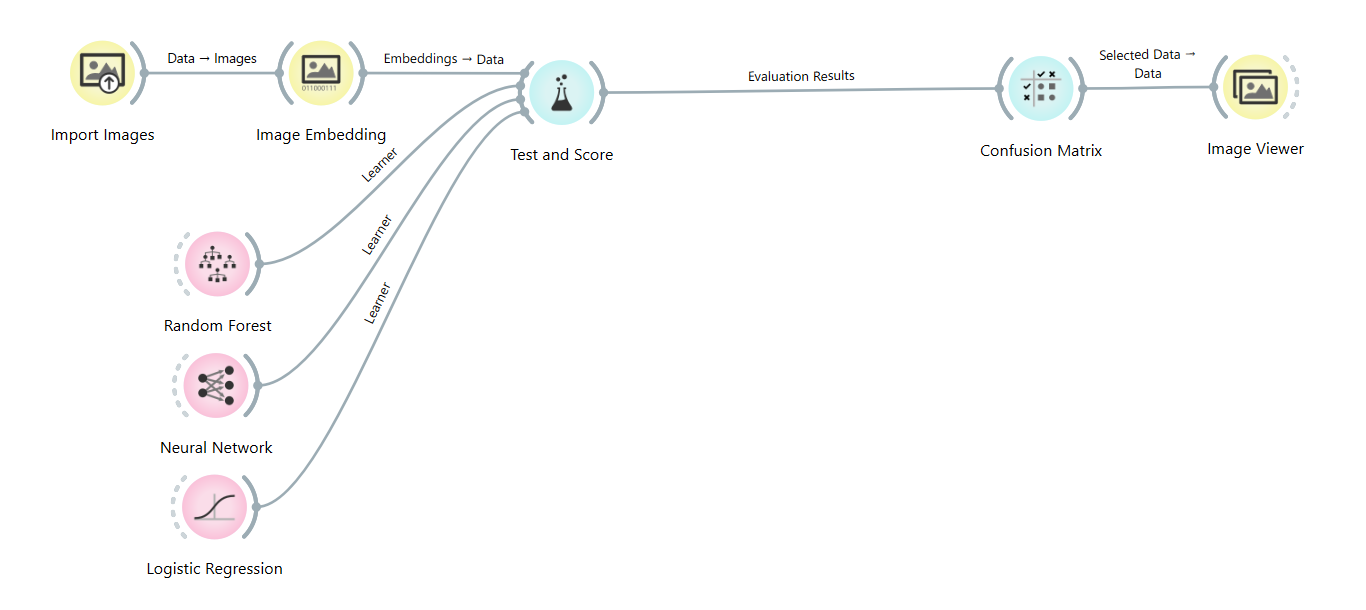 Data → Images
Embeddings → Data
Evaluation Results
Selected Data →
Data
011000111
Import Images
Image Embedding
Test and Score
Confusion Matrix
Image Viewer
Learner
Learner
Learner
Random Forest
Neural Network
Logistic Regression